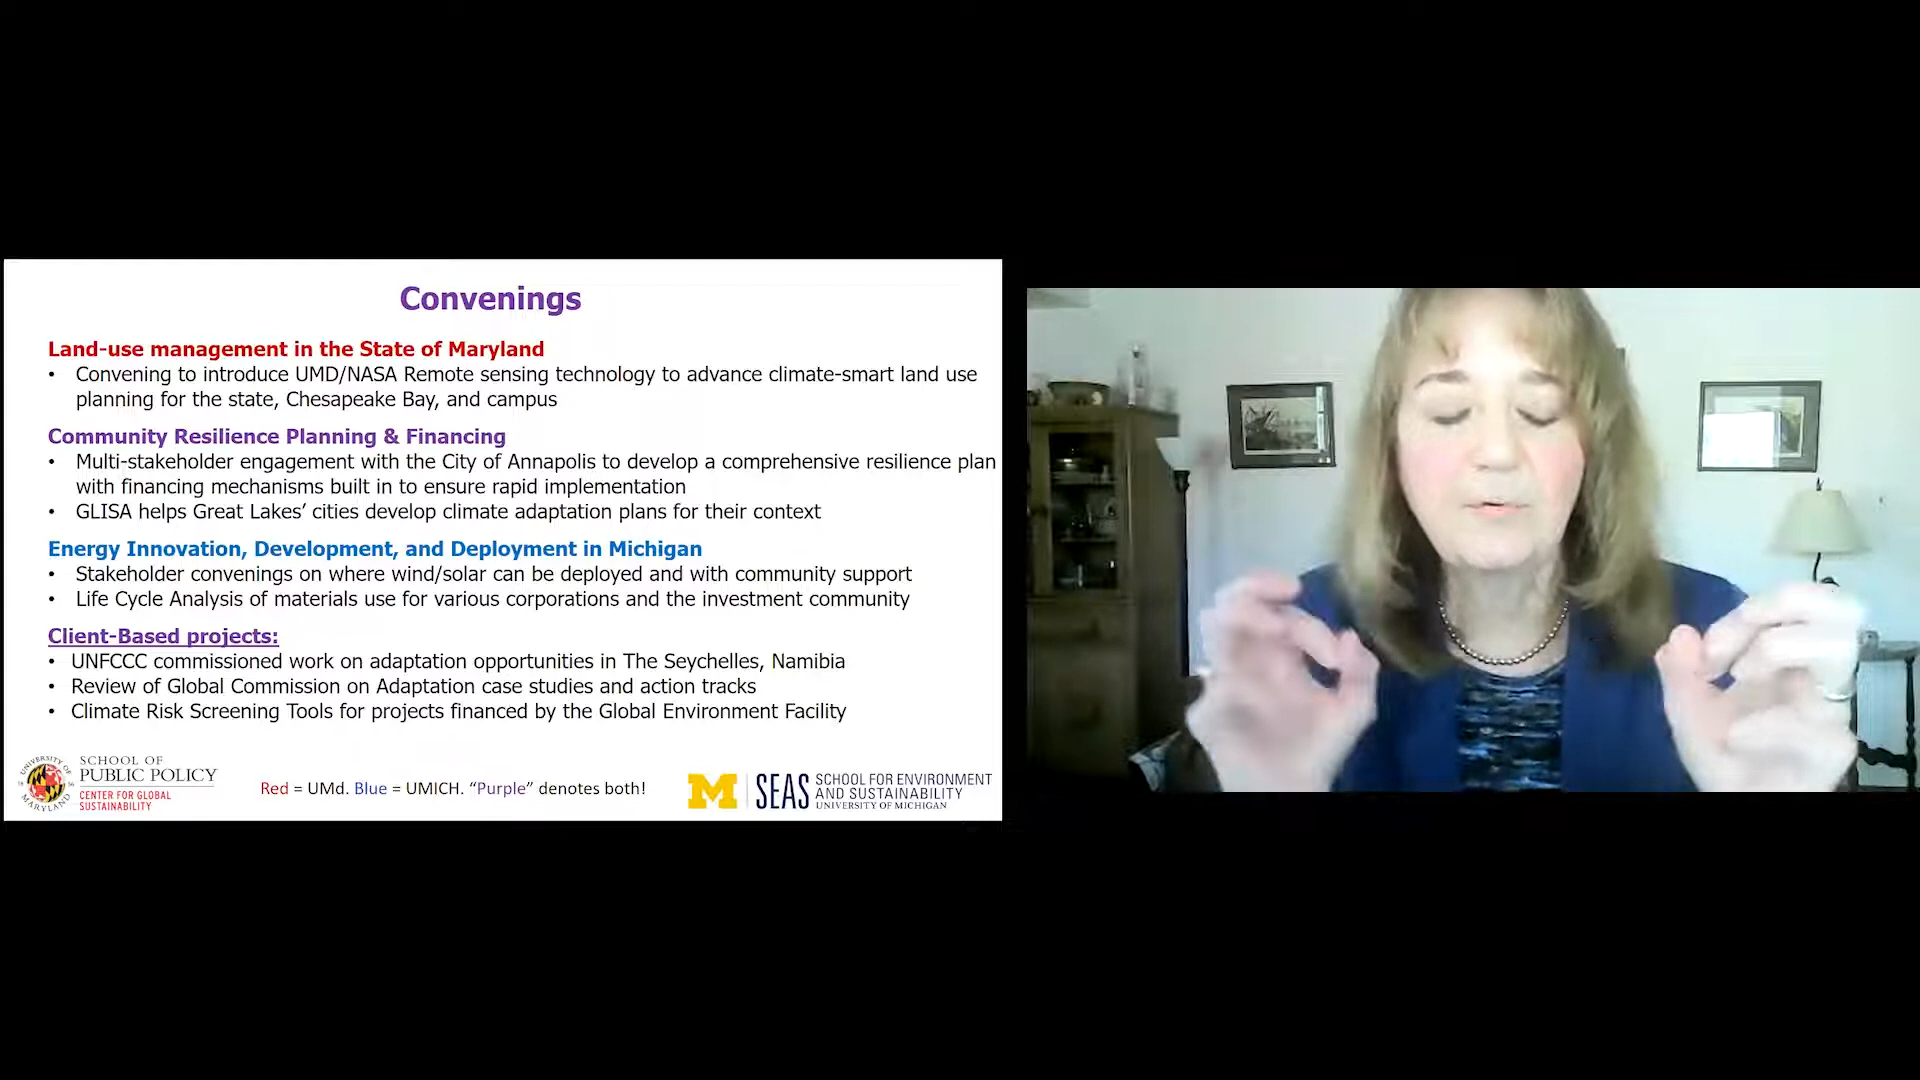 Convenings
Land-use management in the State of Maryland
• Convening to introduce UMD/NASA Remote sensing technology to advance climate-smart land use
planning for the state, Chesapeake Bay, and campus
Community Resilience Planning & Financing
• Multi-stakeholder engagement with the City of Annapolis to develop a comprehensive resilience plan
with financing mechanisms built in to ensure rapid implementation
• GLISA helps Great Lakes’ cities develop climate adaptation plans for their context
Energy Innovation, Development, and Deployment in Michigan
• Stakeholder convenings on where wind/solar can be deployed and with community support
• Life Cycle Analysis of materials use for various corporations and the investment community
Client-Based projects:
• UNFCCC commissioned work on adaptation opportunities in The Seychelles, Namibia
• Review of Global Commission on Adaptation case studies and action tracks
• Climate Risk Screening Tools for projects financed by the Global Environment Facility
UNIVERSITY OF
MARYLAND
SCHOOL OF
PUBLIC POLICY
CENTER FOR GLOBAL
SUSTAINABILITY
Red = UMd. Blue = UMICH. “Purple” denotes both!
M
SEAS
SCHOOL FOR ENVIRONMENT
AND SUSTAINABILITY
UNIVERSITY OF MICHIGAN